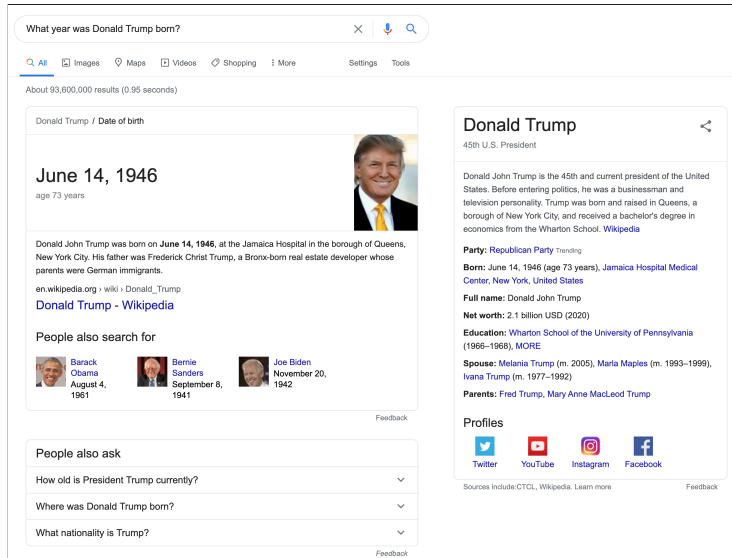 What year was Donald Trump born?
All Images Maps Videos Shopping More Settings Tools
About 93,600,000 results (0.95 seconds)
Donald Trump / Date of birth
June 14, 1946
age 73 years
Donald John Trump was born on June 14, 1946, at the Jamaica Hospital in the borough of Queens,
New York City. His father was Frederick Christ Trump, a Bronx-born real estate developer whose
parents were German immigrants.
en.wikipedia.org › wiki › Donald_Trump
Donald Trump - Wikipedia
People also search for
Barack
Obama
August 4,
1961
Bernie
Sanders
September 8,
1941
Joe Biden
November 20,
1942
Feedback
People also ask
How old is President Trump currently?
Where was Donald Trump born?
What nationality is Trump?
Feedback
Donald Trump
45th U.S. President
Donald John Trump is the 45th and current president of the United
States. Before entering politics, he was a businessman and
television personality. Trump was born and raised in Queens, a
borough of New York City, and received a bachelor's degree in
economics from the Wharton School. Wikipedia
Party: Republican Party Trending
Born: June 14, 1946 (age 73 years), Jamaica Hospital Medical
Center, New York, United States
Full name: Donald John Trump
Net worth: 2.1 billion USD (2020)
Education: Wharton School of the University of Pennsylvania
(1966–1968), MORE
Spouse: Melania Trump (m. 2005), Marla Maples (m. 1993–1999),
Ivana Trump (m. 1977–1992)
Parents: Fred Trump, Mary Anne MacLeod Trump
Profiles
Twitter YouTube Instagram Facebook
Sources include:CTCL, Wikipedia. Learn more Feedback